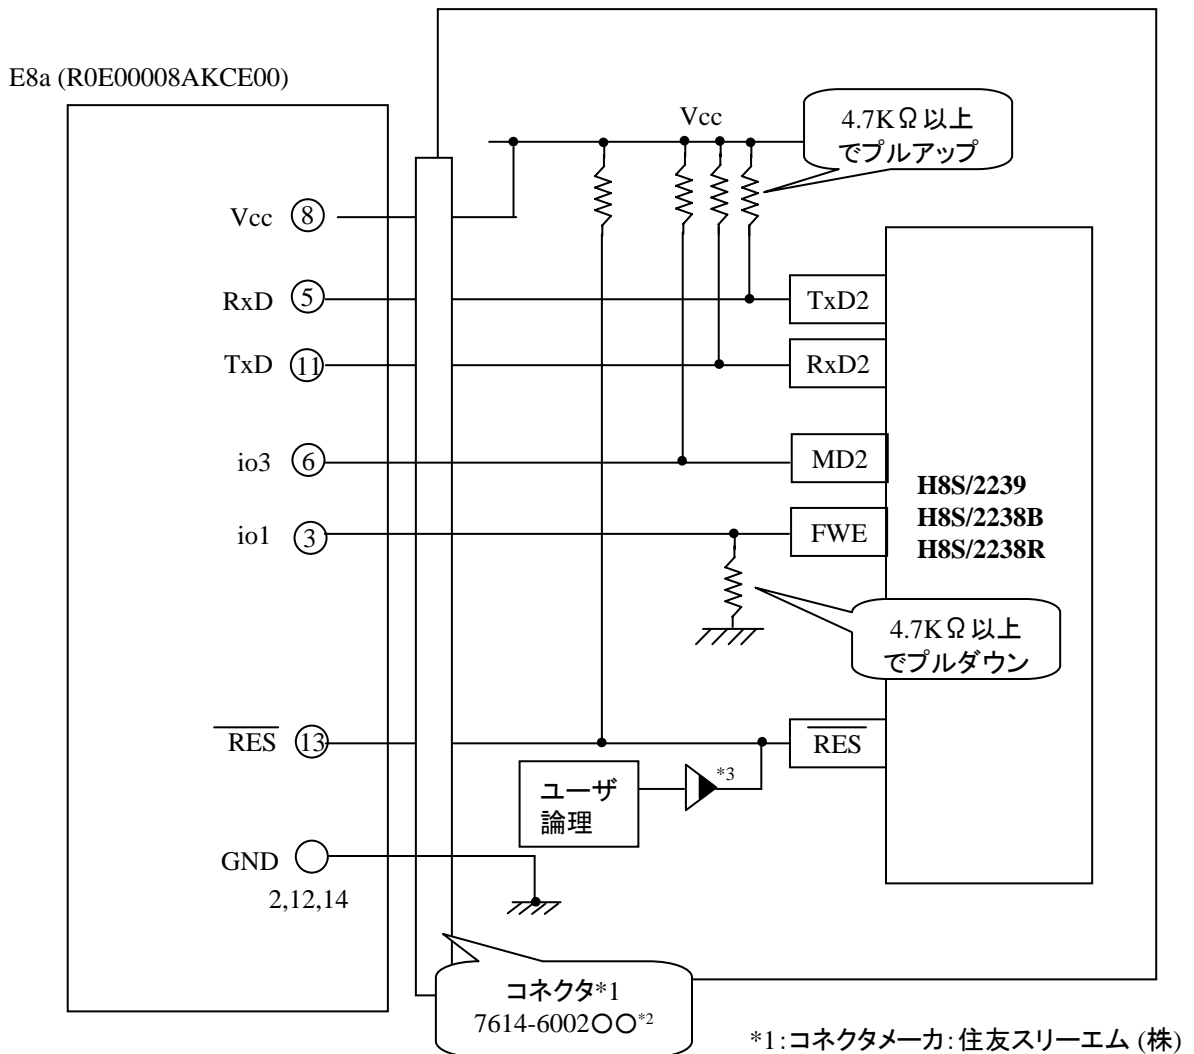 E8a (R0E00008AKCE00)
Vcc
4.7KΩ以上
でプルアップ
Vcc 8
RxD 5
TxD2
TxD 11
RxD2
io3 6
MD2
io1 3
FWE
H8S/2239
H8S/2238B
H8S/2238R
4.7KΩ以上
でプルダウン
RES 13
RES
ユーザ
論理
*3
GND
2,12,14
コネクタ*1
7614-6002〇〇*2
*1:コネクタメーカ:住友スリーエム (株)